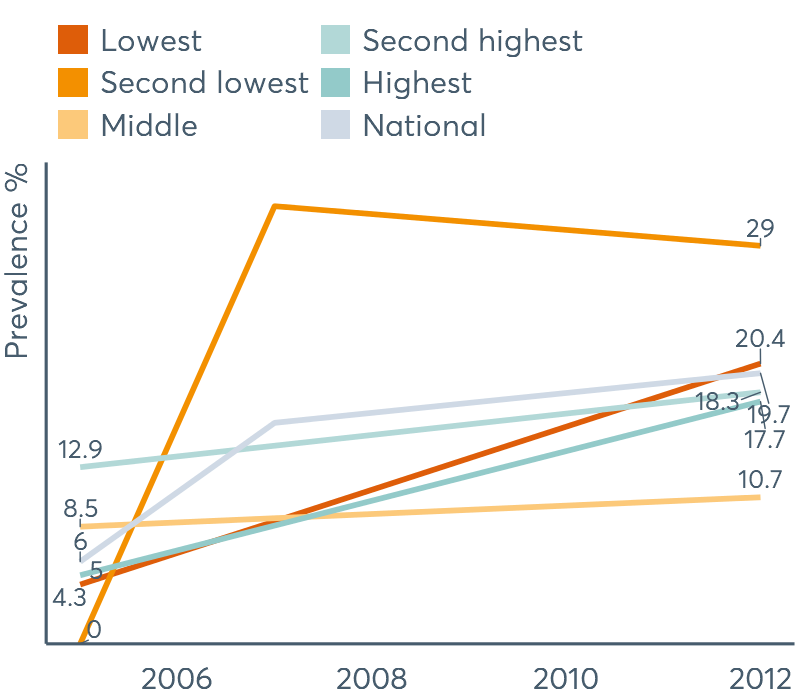 Lowest
Second lowest
Middle
Second highest
Highest
National
Prevalence %
29
20.4
18.3
19.7
17.7
10.7
12.9
8.5
6
5
4.3
0
2006 2008 2010 2012